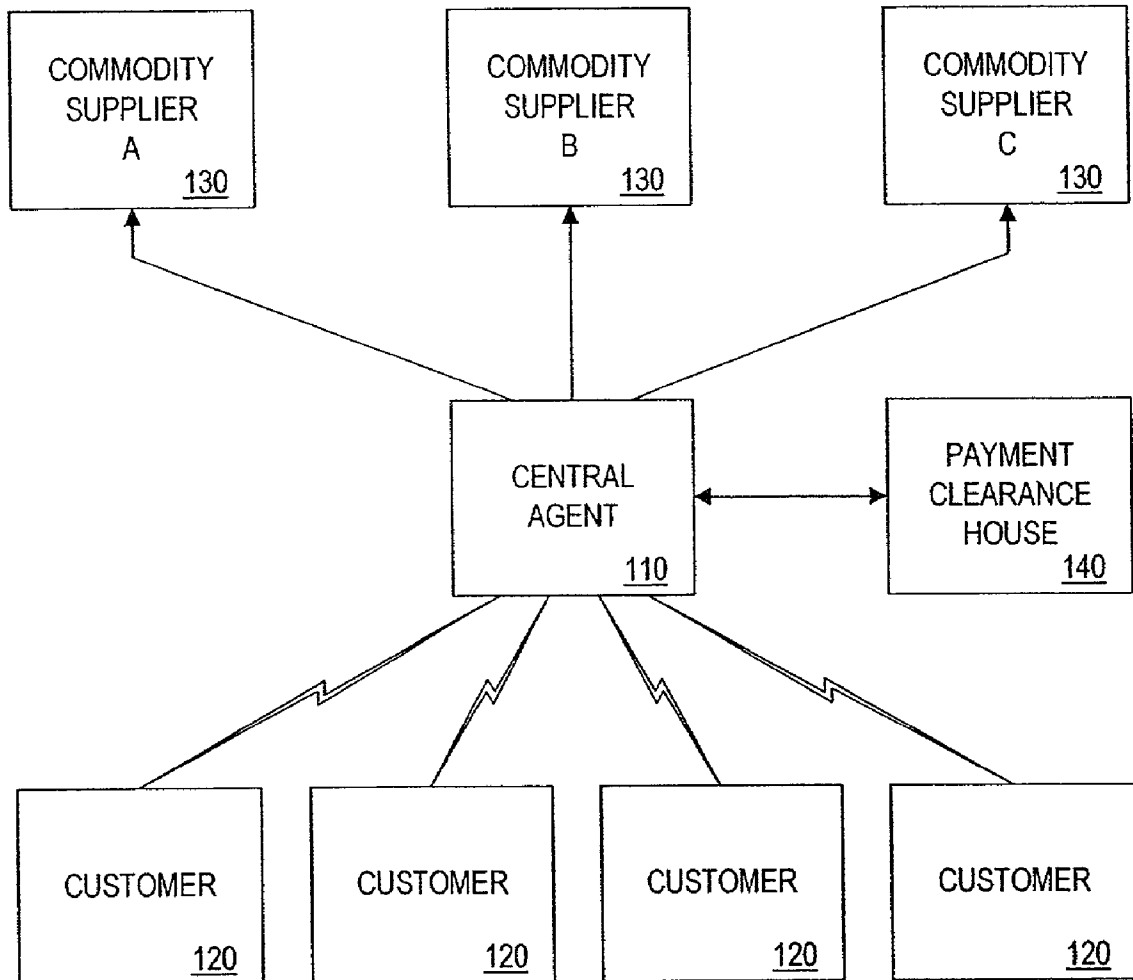 COMMODITY
SUPPLIER
A
130
COMMODITY
SUPPLIER
B
130
COMMODITY
SUPPLIER
C
130
CENTRAL
AGENT
110
PAYMENT
CLEARANCE
HOUSE
140
CUSTOMER
120
CUSTOMER
120
CUSTOMER
120
CUSTOMER
120